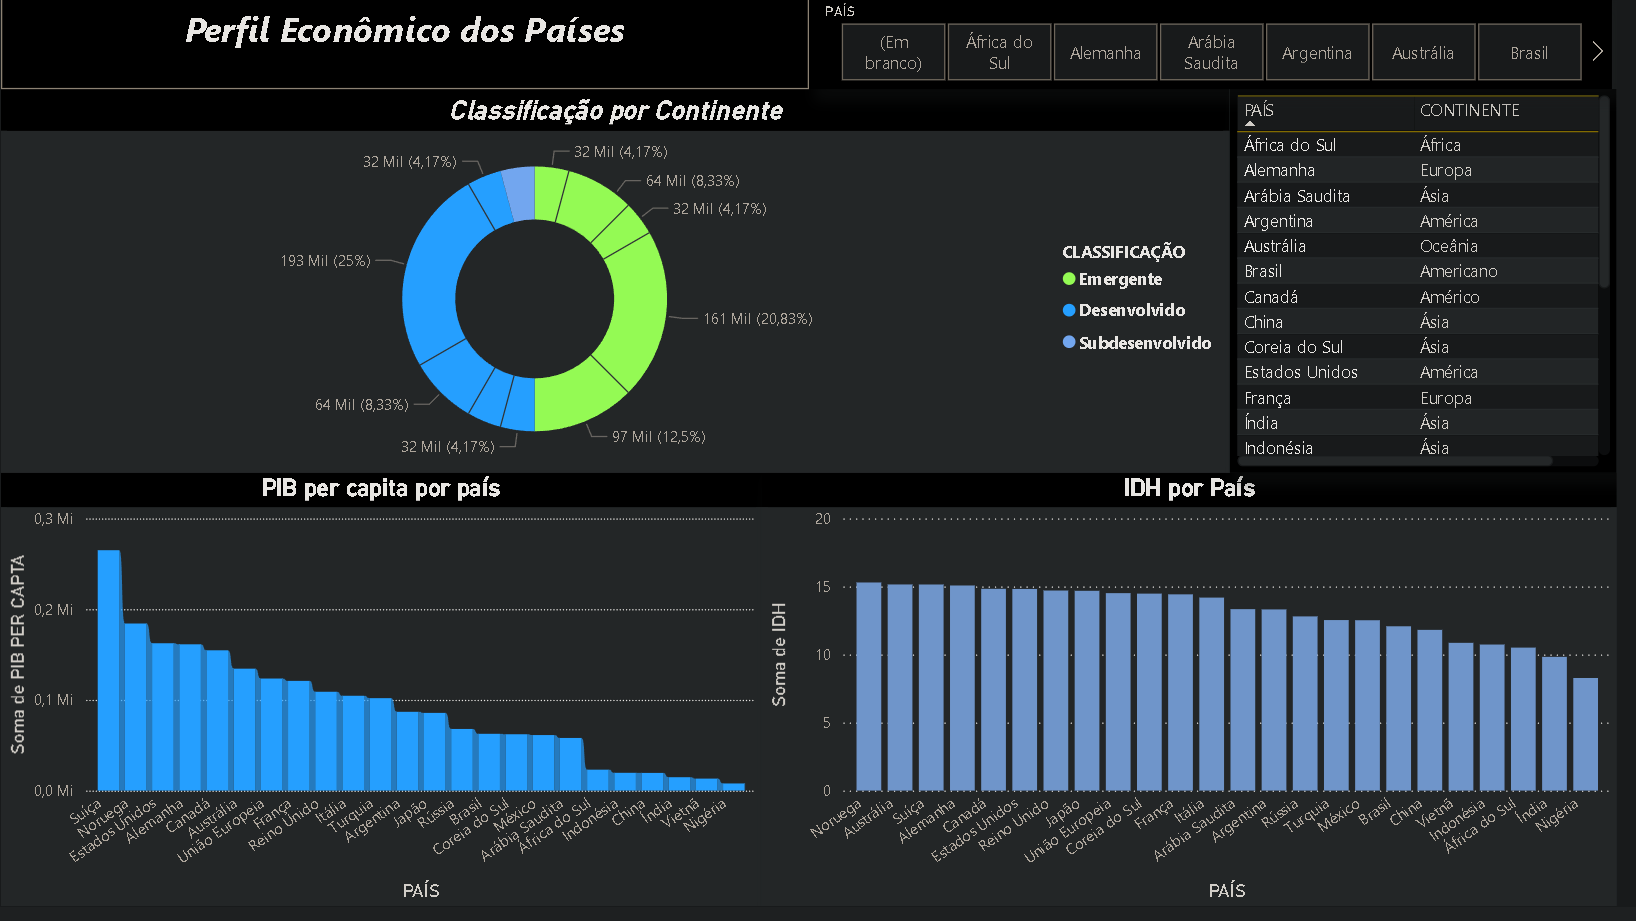 Perfil Econômico dos Países
PAÍS
(Em
branco)
África do
Sul
Alemanha
Arábia
Saudita
Argentina
Austrália
Brasil
Classificação por Continente
32 Mil (4,17%)
32 Mil (4,17%)
64 Mil (8,33%)
32 Mil (4,17%)
193 Mil (25%)
161 Mil (20,83%)
64 Mil (8,33%)
97 Mil (12,5%)
32 Mil (4,17%)
CLASSIFICAÇÃO
Emergente
Desenvolvido
Subdesenvolvido
PAÍS CONTINENTE
África do Sul África
Alemanha Europa
Arábia Saudita Ásia
Argentina América
Austrália Oceânia
Brasil Americano
Canadá Américo
China Ásia
Coreia do Sul Ásia
Estados Unidos América
França Europa
Índia Ásia
Indonésia Ásia
PIB per capita por país
Soma de PIB PER CAPTA
0,3 Mi
0,2 Mi
0,1 Mi
0,0 Mi
Suíça
Noruega
Estados Unidos
Alemanha
Canadá
Austrália
União Europeia
França
Reino Unido
Itália
Turquia
Argentina
Japão
Rússia
Brasil
Coreia do Sul
México
Arábia Saudita
África do Sul
Indonésia
China
Índia
Vietnã
Nigéria
PAÍS
IDH por País
Soma de IDH
20
15
10
5
0
Noruega
Austrália
Suíça
Alemanha
Canadá
Estados Unidos
Reino Unido
Japão
União Europeia
Coreia do Sul
França
Itália
Arábia Saudita
Argentina
Rússia
Turquia
México
Brasil
China
Vietnã
Indonésia
África do Sul
Índia
Nigéria
PAÍS